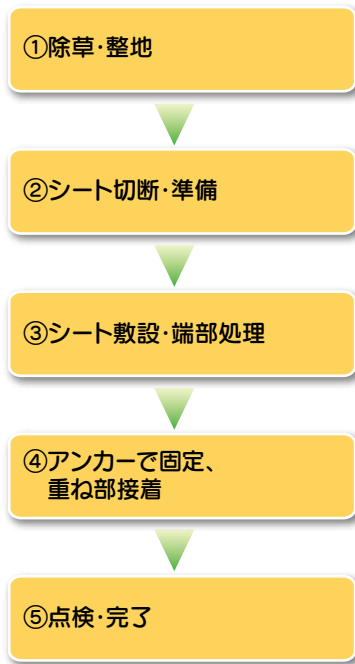 ①除草･整地
②シート切断･準備
③シート敷設･端部処理
④アンカーで固定、
重ね部接着
⑤点検･完了